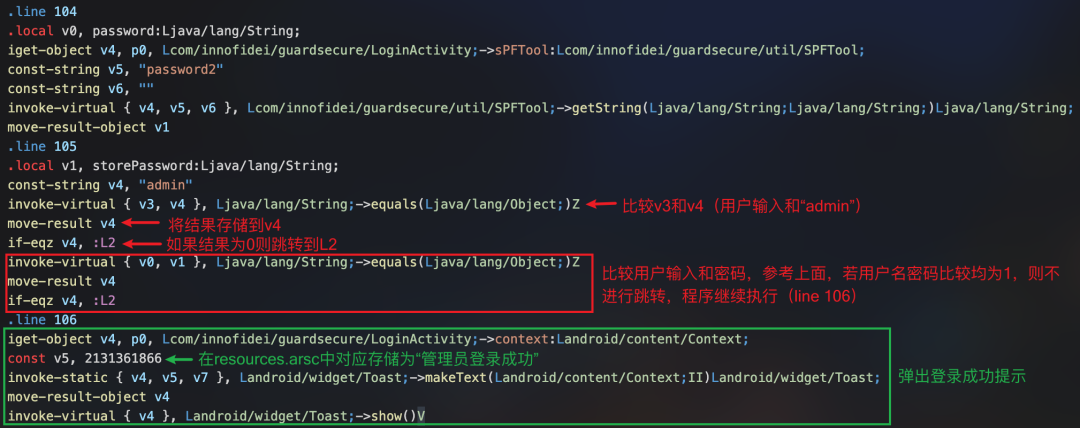 .line 104
.local v0, password:Ljava/lang/String;
iget-object v4, p0, Lcom/innofidei/guardsecure/LoginActivity;->sPFTool:Lcom/innofidei/guardsecure/util/SPFTool;
const-string v5, "password2"
const-string v6, ""
invoke-virtual { v4, v5, v6 }, Lcom/innofidei/guardsecure/util/SPFTool;->getString(Ljava/lang/String;Ljava/lang/String;)Ljava/lang/String;
move-result-object v1
.line 105
.local v1, storePassword:Ljava/lang/String;
const-string v4, "admin"
invoke-virtual { v3, v4 }, Ljava/lang/String;->equals(Ljava/lang/Object;)Z 比较v3和v4（用户输入和“admin”）
move-result v4 将结果存储到v4
if-eqz v4, :L2 如果结果为0则跳转到L2
invoke-virtual { v0, v1 }, Ljava/lang/String;->equals(Ljava/lang/Object;)Z
move-result v4
if-eqz v4, :L2
比较用户输入和密码，参考上面，若用户名密码比较均为1，则不
进行跳转，程序继续执行（line 106）
.line 106
iget-object v4, p0, Lcom/innofidei/guardsecure/LoginActivity;->context:Landroid/content/Context;
const v5, 2131361866 在resources.arsc中对应存储为“管理员登录成功”
invoke-static { v4, v5, v7 }, Landroid/widget/Toast;->makeText(Landroid/content/Context;II)Landroid/widget/Toast; 弹出登录成功提示
move-result-object v4
invoke-virtual { v4 }, Landroid/widget/Toast;->show()V